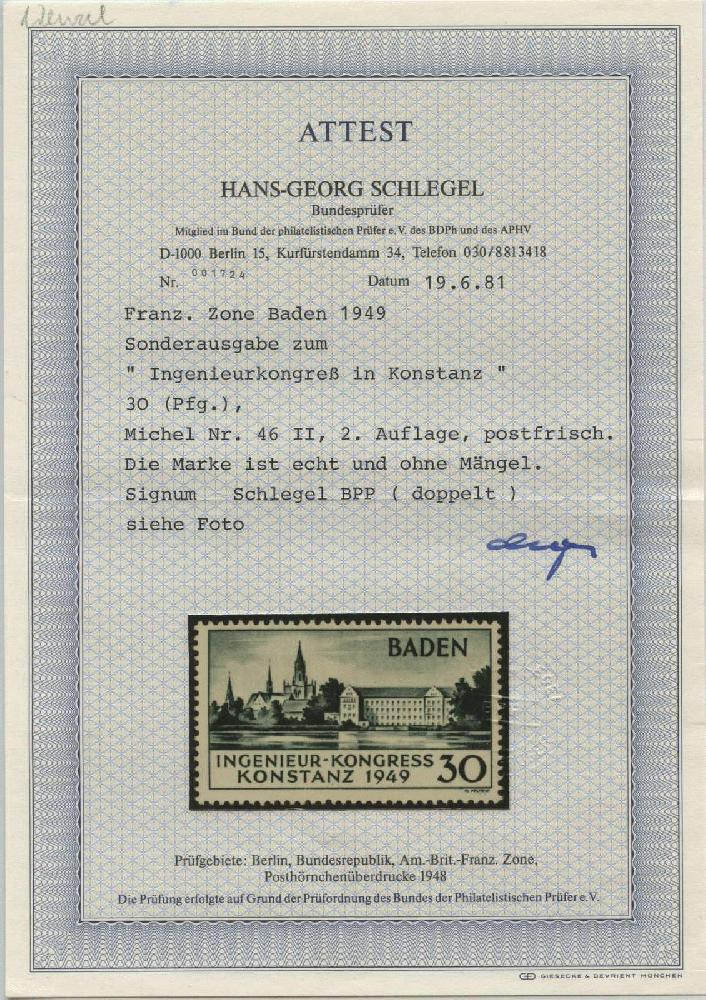 ATTEST
HANS-GEORG SCHLEGEL
Bundesprüfer
Mitglied im Bund der philatelistischen Prüfer e.V. des BDPh und des APHV
D-1000 Berlin 15, Kurfürstendamm 34, Telefon 030/8813418
Nr. 001724 Datum 19.6.81
Franz. Zone Baden 1949
Sonderausgabe zum
" Ingenieurkongreß in Konstanz "
30 (Pfg.),
Michel Nr. 46 II, 2. Auflage, postfrisch.
Die Marke ist echt und ohne Mängel.
Signum Schlegel BPP ( doppelt )
siehe Foto
BADEN
INGENIEUR-KONGRESS
KONSTANZ 1949 30
Prüfgebiete: Berlin, Bundesrepublik, Am.-Brit.-Franz. Zone,
Posthörnchenüberdrucke 1948
Die Prüfung erfolgte auf Grund der Prüfordnung des Bundes der Philatelistischen Prüfer e.V.
GIESECKE & DEVRIENT MÜNCHEN